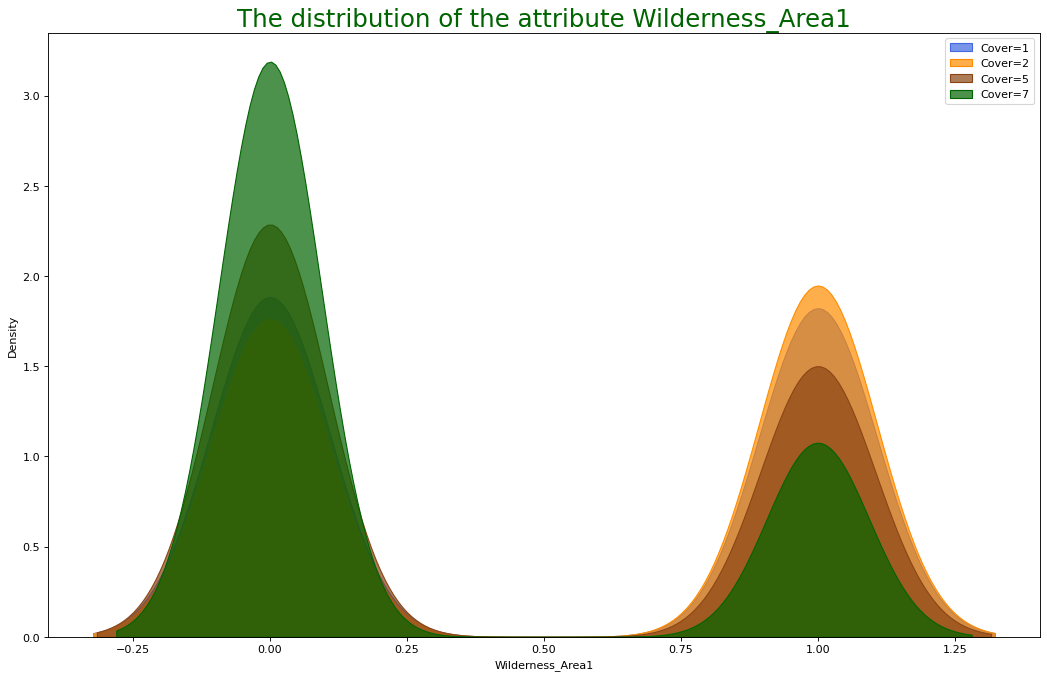 The distribution of the attribute Wilderness_Area1
Cover=1
Cover=2
Cover=5
Cover=7
3.0
2.5
2.0
1.5
1.0
0.5
0.0
Density
−0.25 0.00 0.25 0.50 0.75 1.00 1.25
Wilderness_Area1